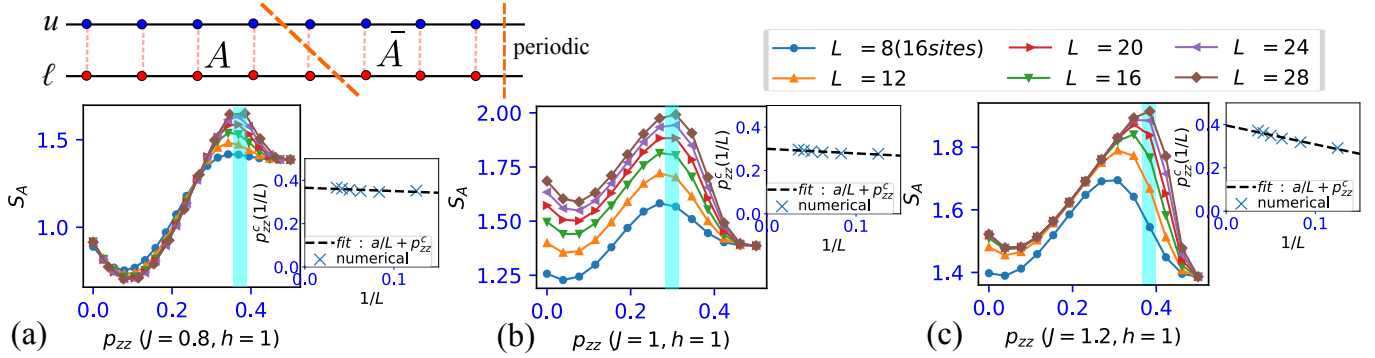 u
A
Ā
periodic
ℓ
L = 8(16sites)
L = 12
L = 20
L = 16
L = 24
L = 28
(a)
S_A
1.5
1.0
0.0
0.2
0.4
p_zz (J = 0.8, h = 1)
p^c_zz(1/L)
0.4
0.2
0.0
fit : a/L + p^c_zz
numerical
0.0
0.1
1/L
(b)
S_A
2.00
1.75
1.50
1.25
0.0
0.2
0.4
p_zz (J = 1, h = 1)
p^c_zz(1/L)
0.4
0.2
0.0
fit : a/L + p^c_zz
numerical
0.0
0.1
1/L
(c)
S_A
1.8
1.6
1.4
0.0
0.2
0.4
p_zz (J = 1.2, h = 1)
p^c_zz(1/L)
0.4
0.2
0.0
fit : a/L + p^c_zz
numerical
0.0
0.1
1/L